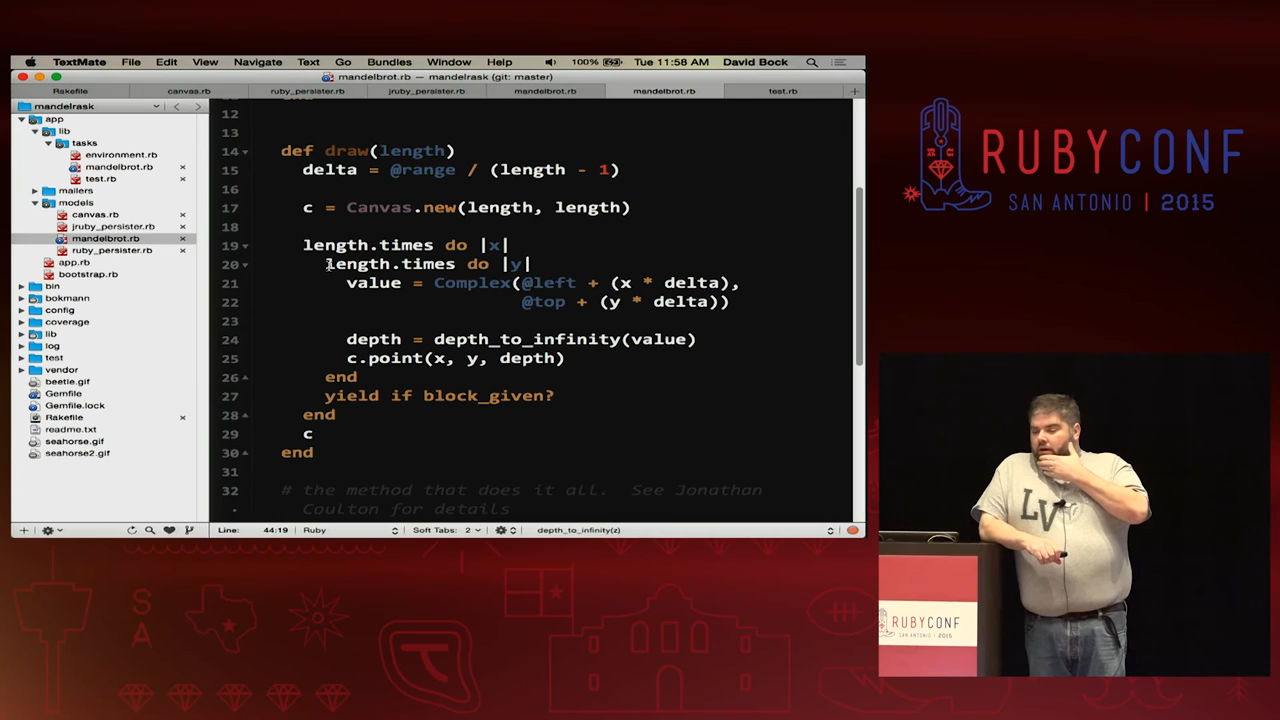 TextMate File Edit View Navigate Text Go Bundles Window Help 100% Tue 11:58 AM David Bock
mandelbrot.rb — mandelrask (git: master)
Rakefile canvas.rb ruby_persister.rb jruby_persister.rb mandelbrot.rb mandelbrot.rb test.rb
mandelrask
app
lib
tasks
environment.rb
mandelbrot.rb
test.rb
mailers
models
canvas.rb
jruby_persister.rb
mandelbrot.rb
ruby_persister.rb
app.rb
bootstrap.rb
bin
bokmann
config
coverage
lib
log
test
vendor
beetle.gif
Gemfile
Gemfile.lock
Rakefile
readme.txt
seahorse.gif
seahorse2.gif
12
13
14 def draw(length)
15 delta = @range / (length - 1)
16
17 c = Canvas.new(length, length)
18
19 length.times do |x|
20 length.times do |y|
21 value = Complex(@left + (x * delta),
22 @top + (y * delta))
23
24 depth = depth_to_infinity(value)
25 c.point(x, y, depth)
26 end
27 yield if block_given?
28 end
29 c
30 end
31
32 # the method that does it all. See Jonathan
Coulton for details
Line: 44:19 Ruby Soft Tabs: 2 depth_to_infinity(z)
RUBYCONF
SAN ANTONIO | 2015
LV
RUBYCONF
SAN ANTONIO | 2015
S
A